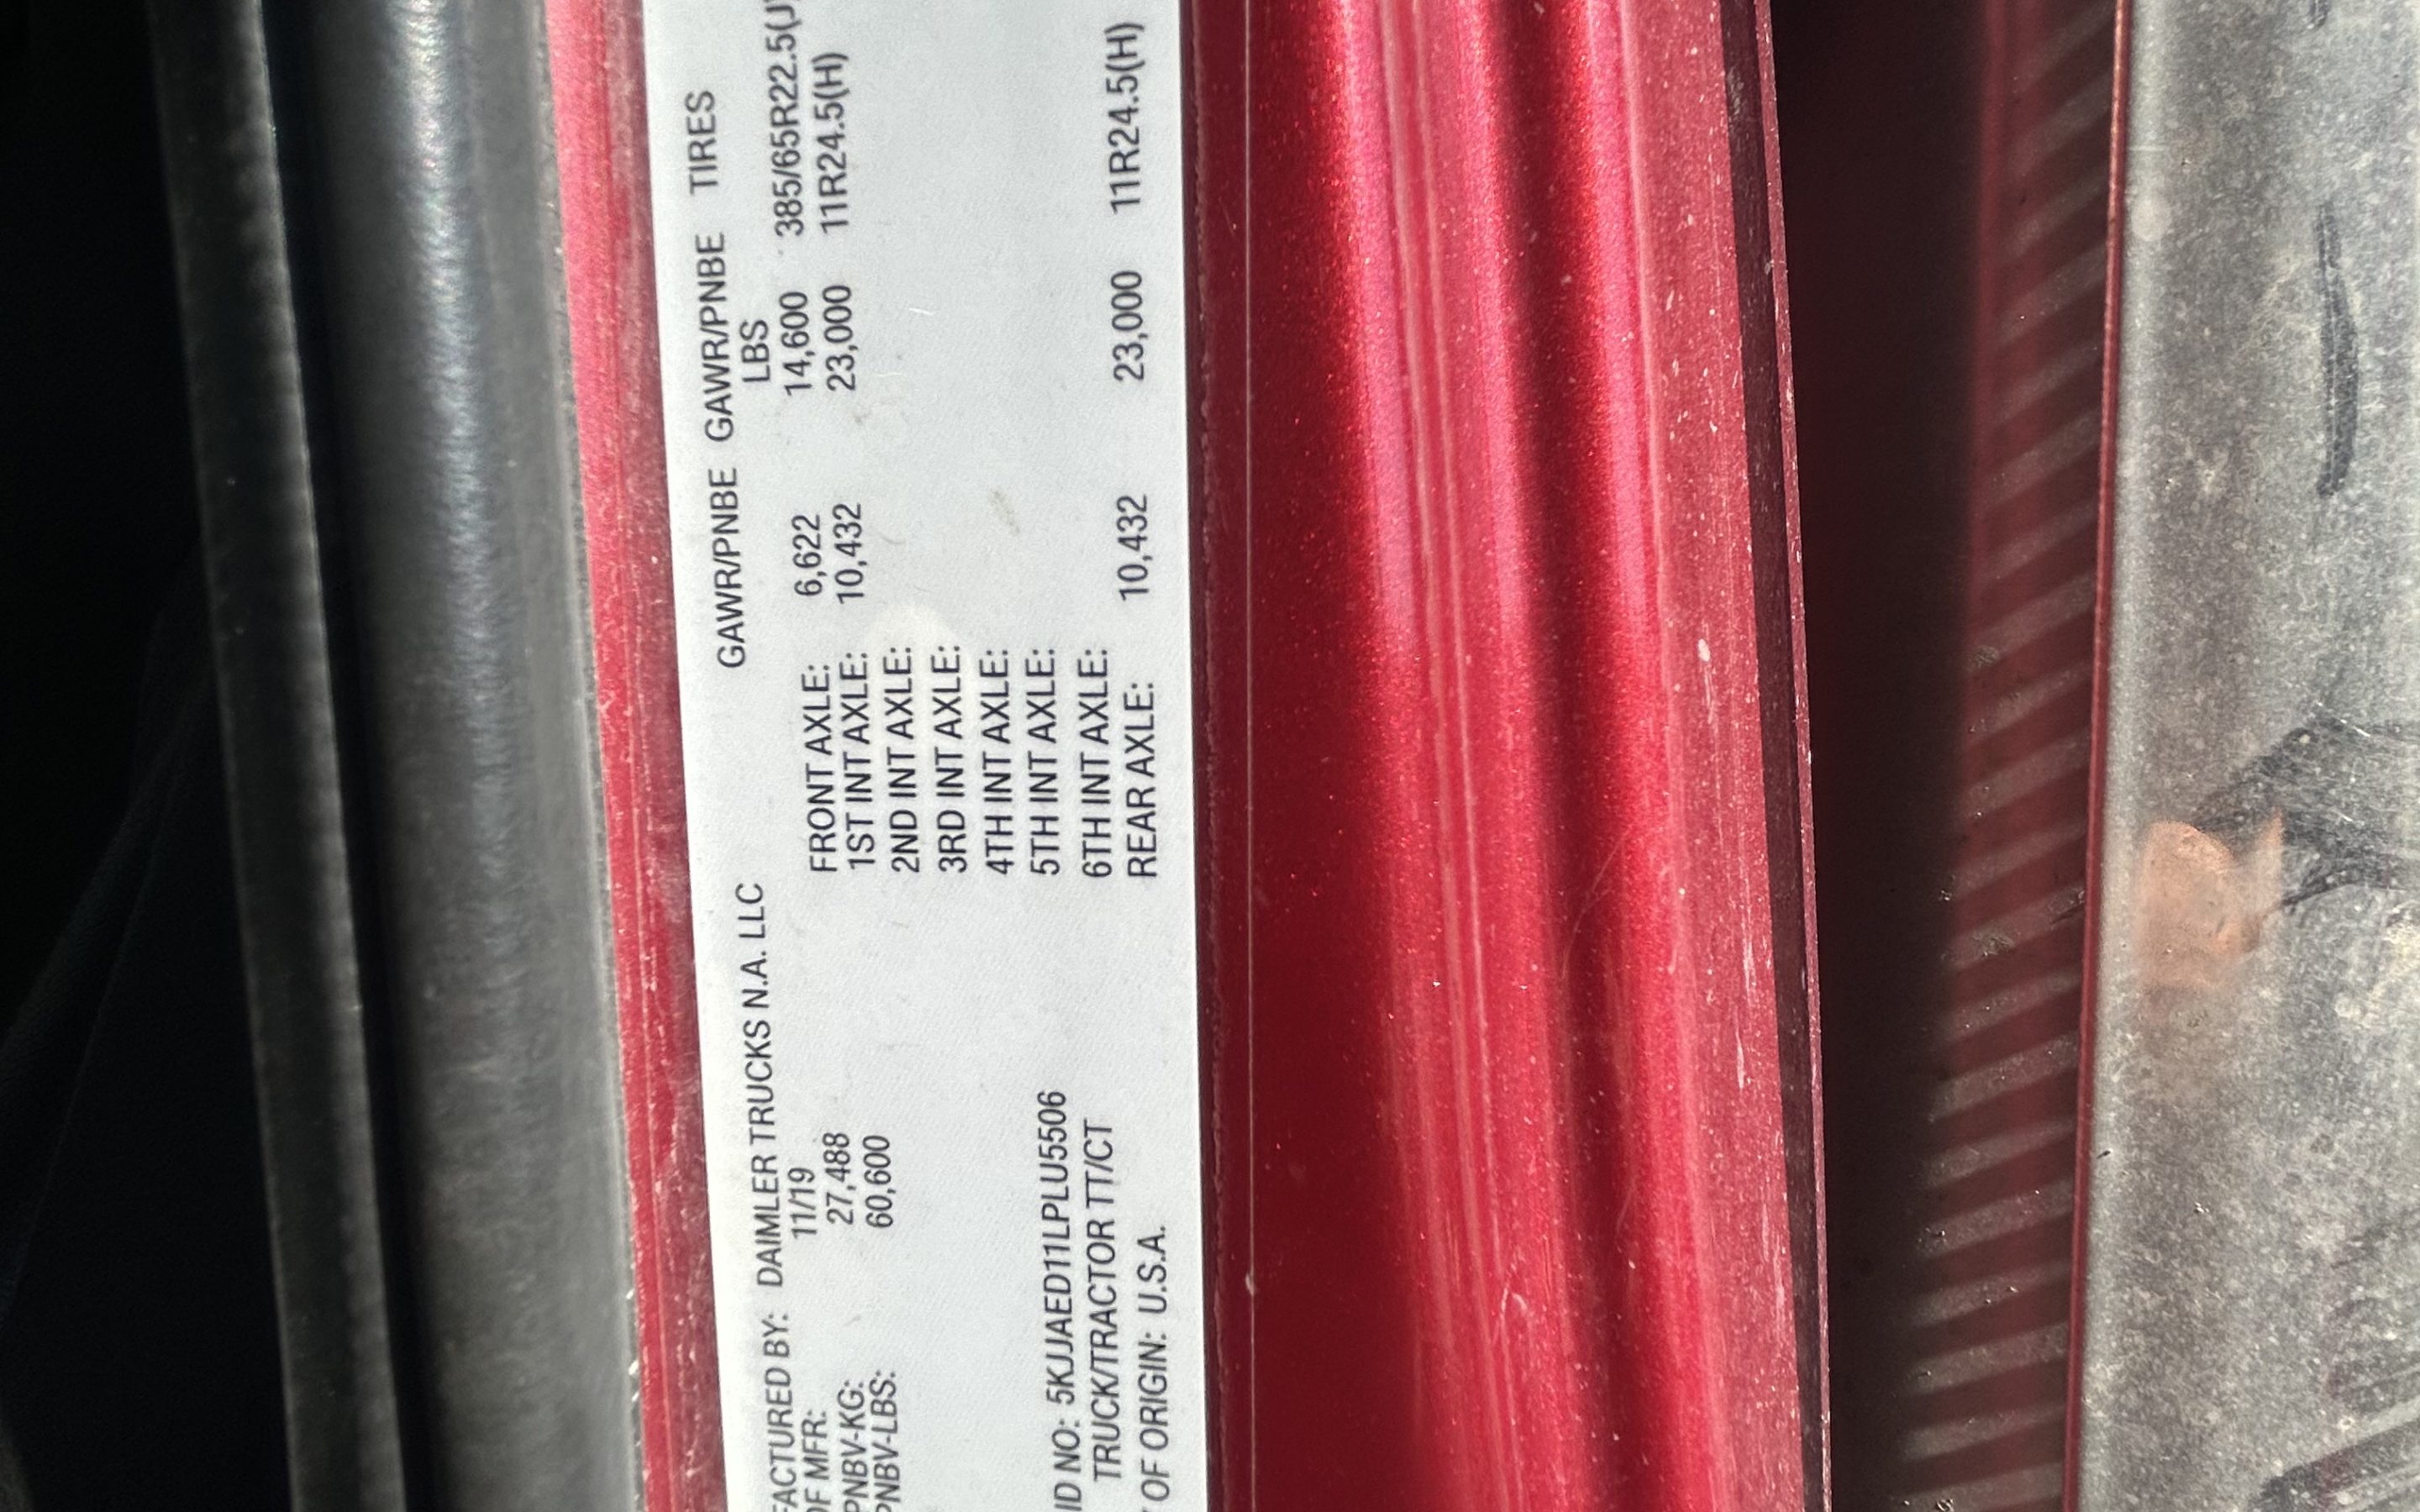 FACTURED BY: DAIMLER TRUCKS N.A. LLC
OF MFR: 11/19
PNBV-KG: 27,488
PNBV-LBS: 60,600
ID NO: 5KJJAED11LPLU5506
TRUCK/TRACTOR TT/CT
OF ORIGIN: U.S.A.
GAWR/PNBE GAWR/PNBE TIRES
LBS
FRONT AXLE: 6,622 14,600 385/65R22.5(J)
1ST INT AXLE: 10,432 23,000 11R24.5(H)
2ND INT AXLE:
3RD INT AXLE:
4TH INT AXLE:
5TH INT AXLE:
6TH INT AXLE:
REAR AXLE: 10,432 23,000 11R24.5(H)